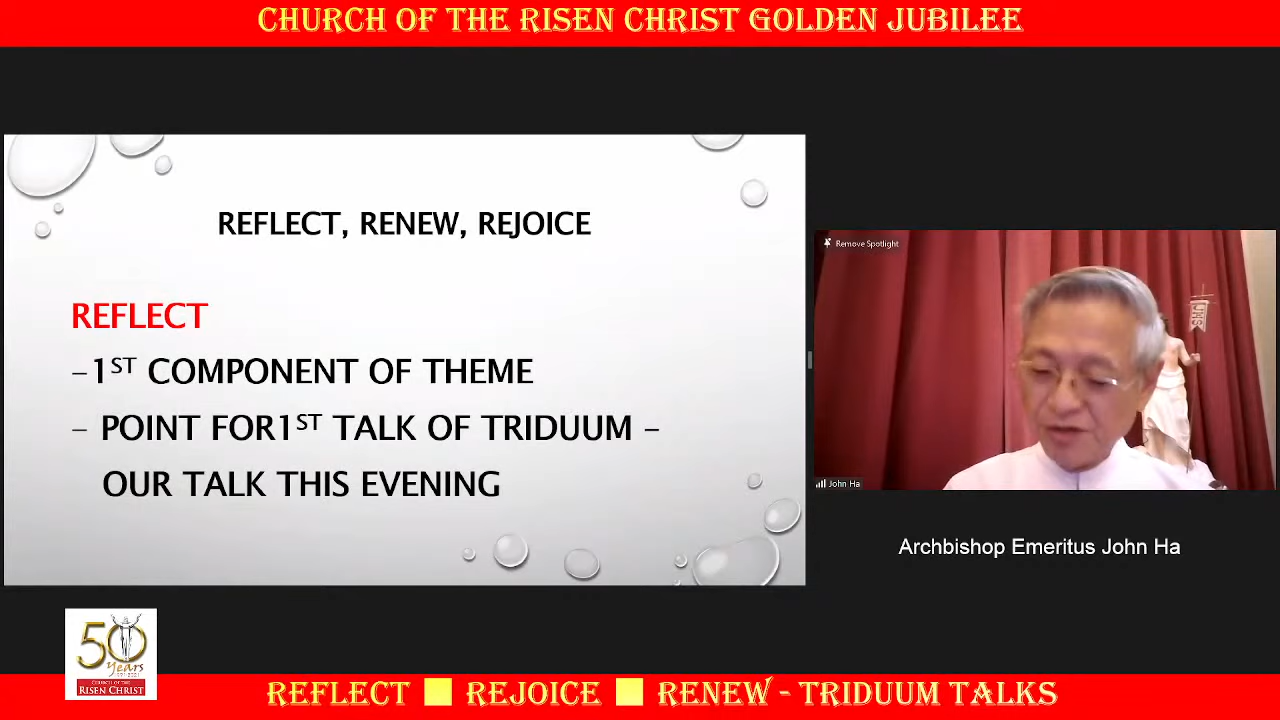 CHURCH OF THE RISEN CHRIST GOLDEN JUBILEE
REFLECT, RENEW, REJOICE
REFLECT
–1ST COMPONENT OF THEME
– POINT FOR1ST TALK OF TRIDUUM –
OUR TALK THIS EVENING
Remove Spotlight
IHS
John Ha
Archbishop Emeritus John Ha
50
Years
CHURCH OF THE
RISEN CHRIST
REFLECT REJOICE RENEW - TRIDUUM TALKS